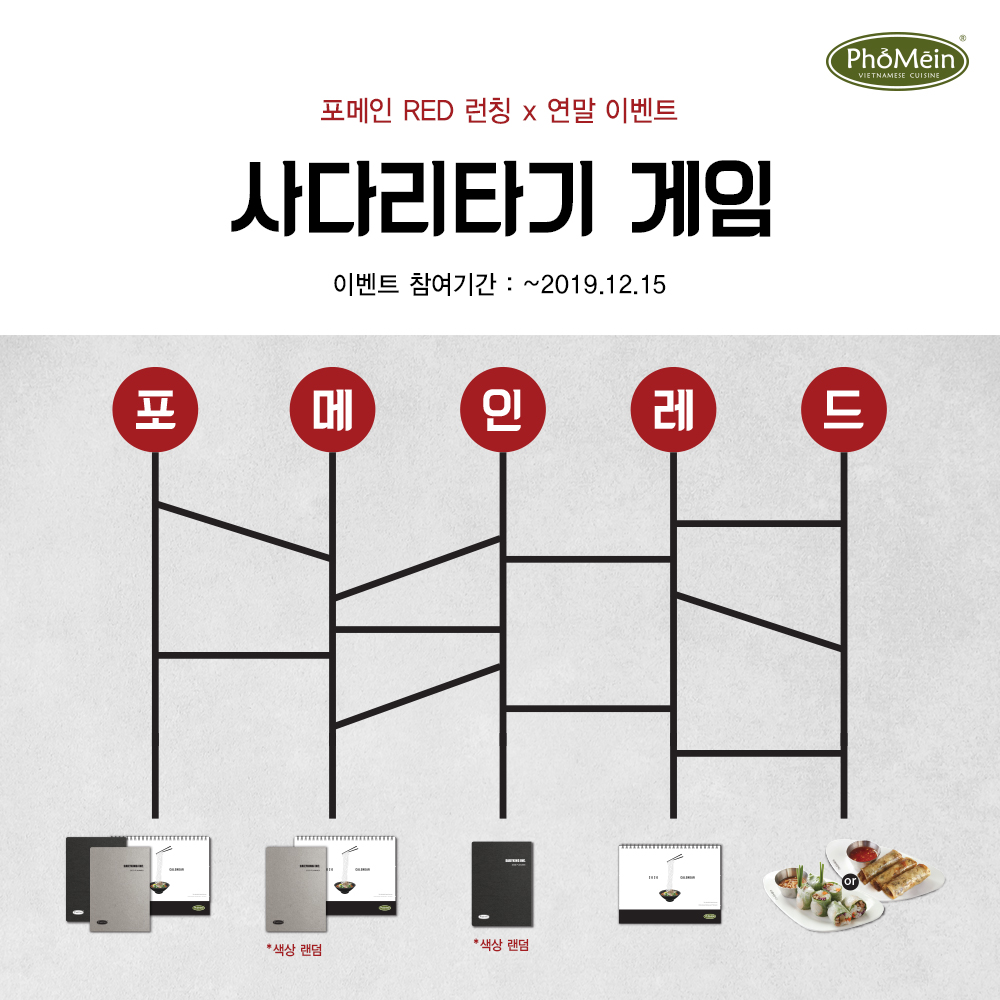 PhởMēin®
VIETNAMESE CUISINE
포메인 RED 런칭 x 연말 이벤트
사다리타기 게임
이벤트 참여기간 : ~2019.12.15
포 메 인 레 드
or
*색상 랜덤
*색상 랜덤